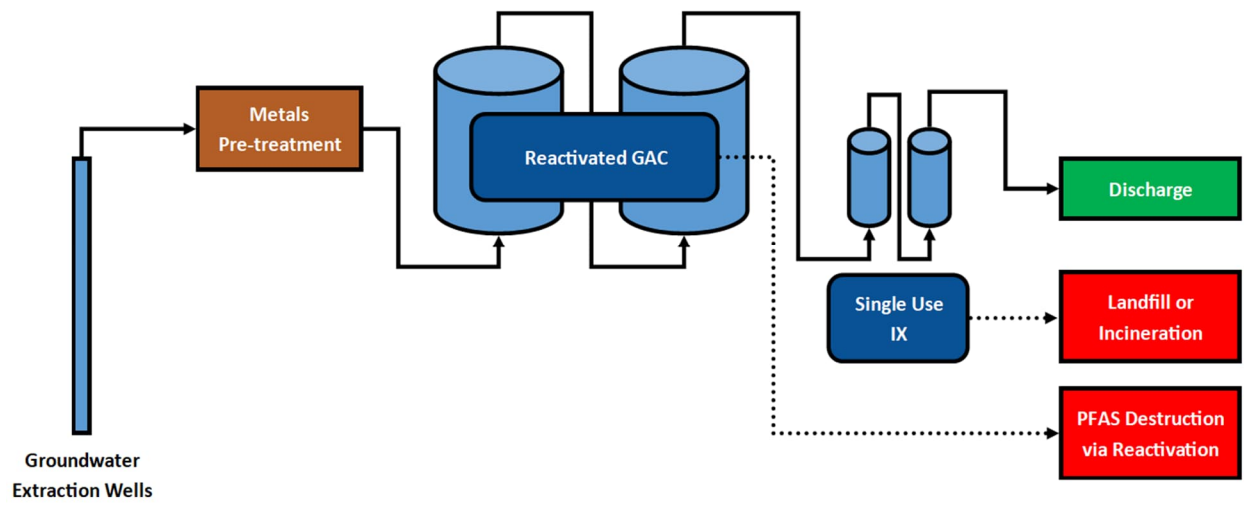 Metals
Pre-treatment
Reactivated GAC
Discharge
Single Use
IX
Landfill or
Incineration
PFAS Destruction
via Reactivation
Groundwater
Extraction Wells